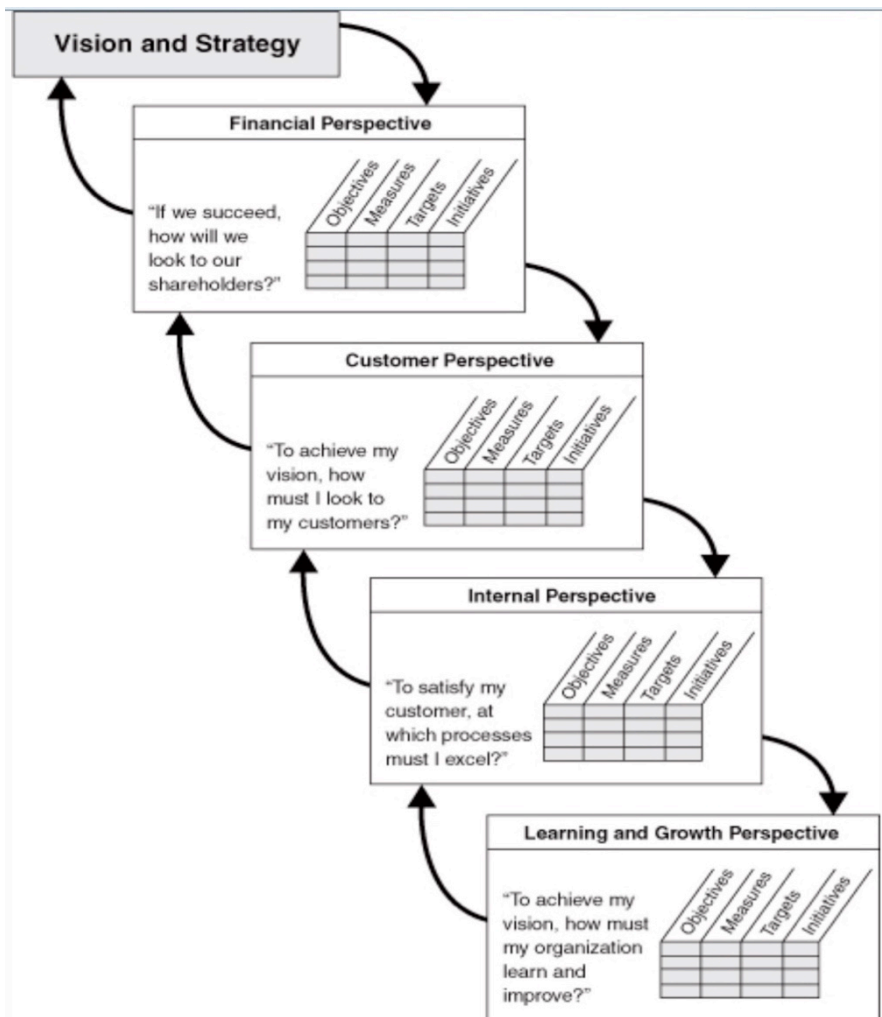 Vision and Strategy
Financial Perspective
Objectives
Measures
Targets
Initiatives
“If we succeed,
how will we
look to our
shareholders?”
Customer Perspective
Objectives
Measures
Targets
Initiatives
“To achieve my
vision, how
must I look to
my customers?”
Internal Perspective
Objectives
Measures
Targets
Initiatives
“To satisfy my
customer, at
which processes
must I excel?”
Learning and Growth Perspective
Objectives
Measures
Targets
Initiatives
“To achieve my
vision, how must
my organization
learn and
improve?”